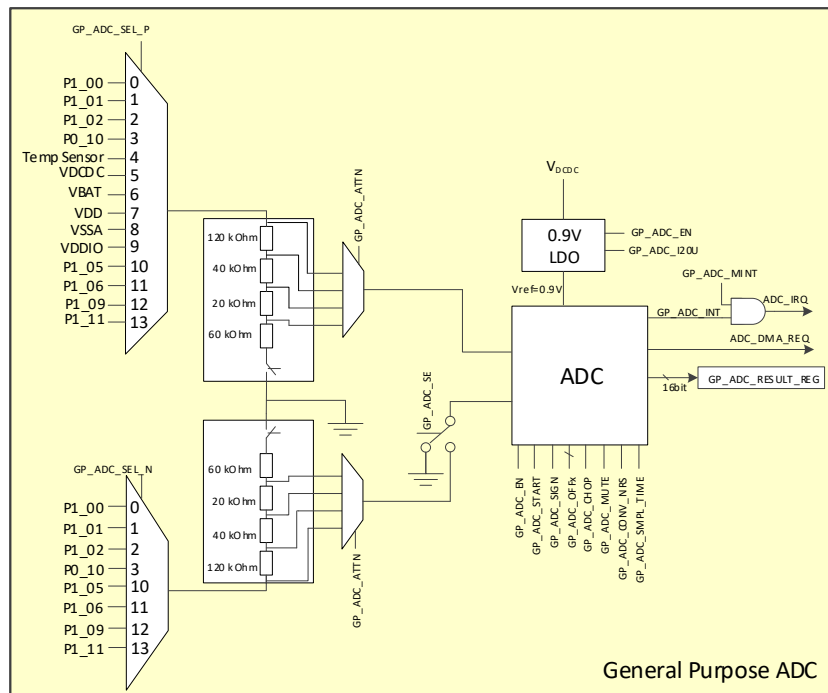 GP_ADC_SEL_P
P1_00 0
P1_01 1
P1_02 2
P0_10 3
Temp Sensor 4
VDCDC 5
VBAT 6
VDD 7
VSSA 8
VDDIO 9
P1_05 10
P1_06 11
P1_09 12
P1_11 13
120 kOhm
40 kOhm
20 kOhm
60 kOhm
GP_ADC_ATTN
VDCDC
0.9V
LDO
GP_ADC_EN
GP_ADC_I20U
Vref=0.9V
GP_ADC_MINT
GP_ADC_INT
ADC_IRQ
ADC_DMA_REQ
ADC
16bit
GP_ADC_RESULT_REG
GP_ADC_SE
GP_ADC_EN
GP_ADC_START
GP_ADC_SIGN
GP_ADC_OFFx
GP_ADC_CHOP
GP_ADC_MUTE
GP_ADC_CONV_NRS
GP_ADC_SMPL_TIME
60 kOhm
20 kOhm
40 kOhm
120 kOhm
GP_ADC_ATTN
GP_ADC_SEL_N
P1_00 0
P1_01 1
P1_02 2
P0_10 3
P1_05 10
P1_06 11
P1_09 12
P1_11 13
General Purpose ADC